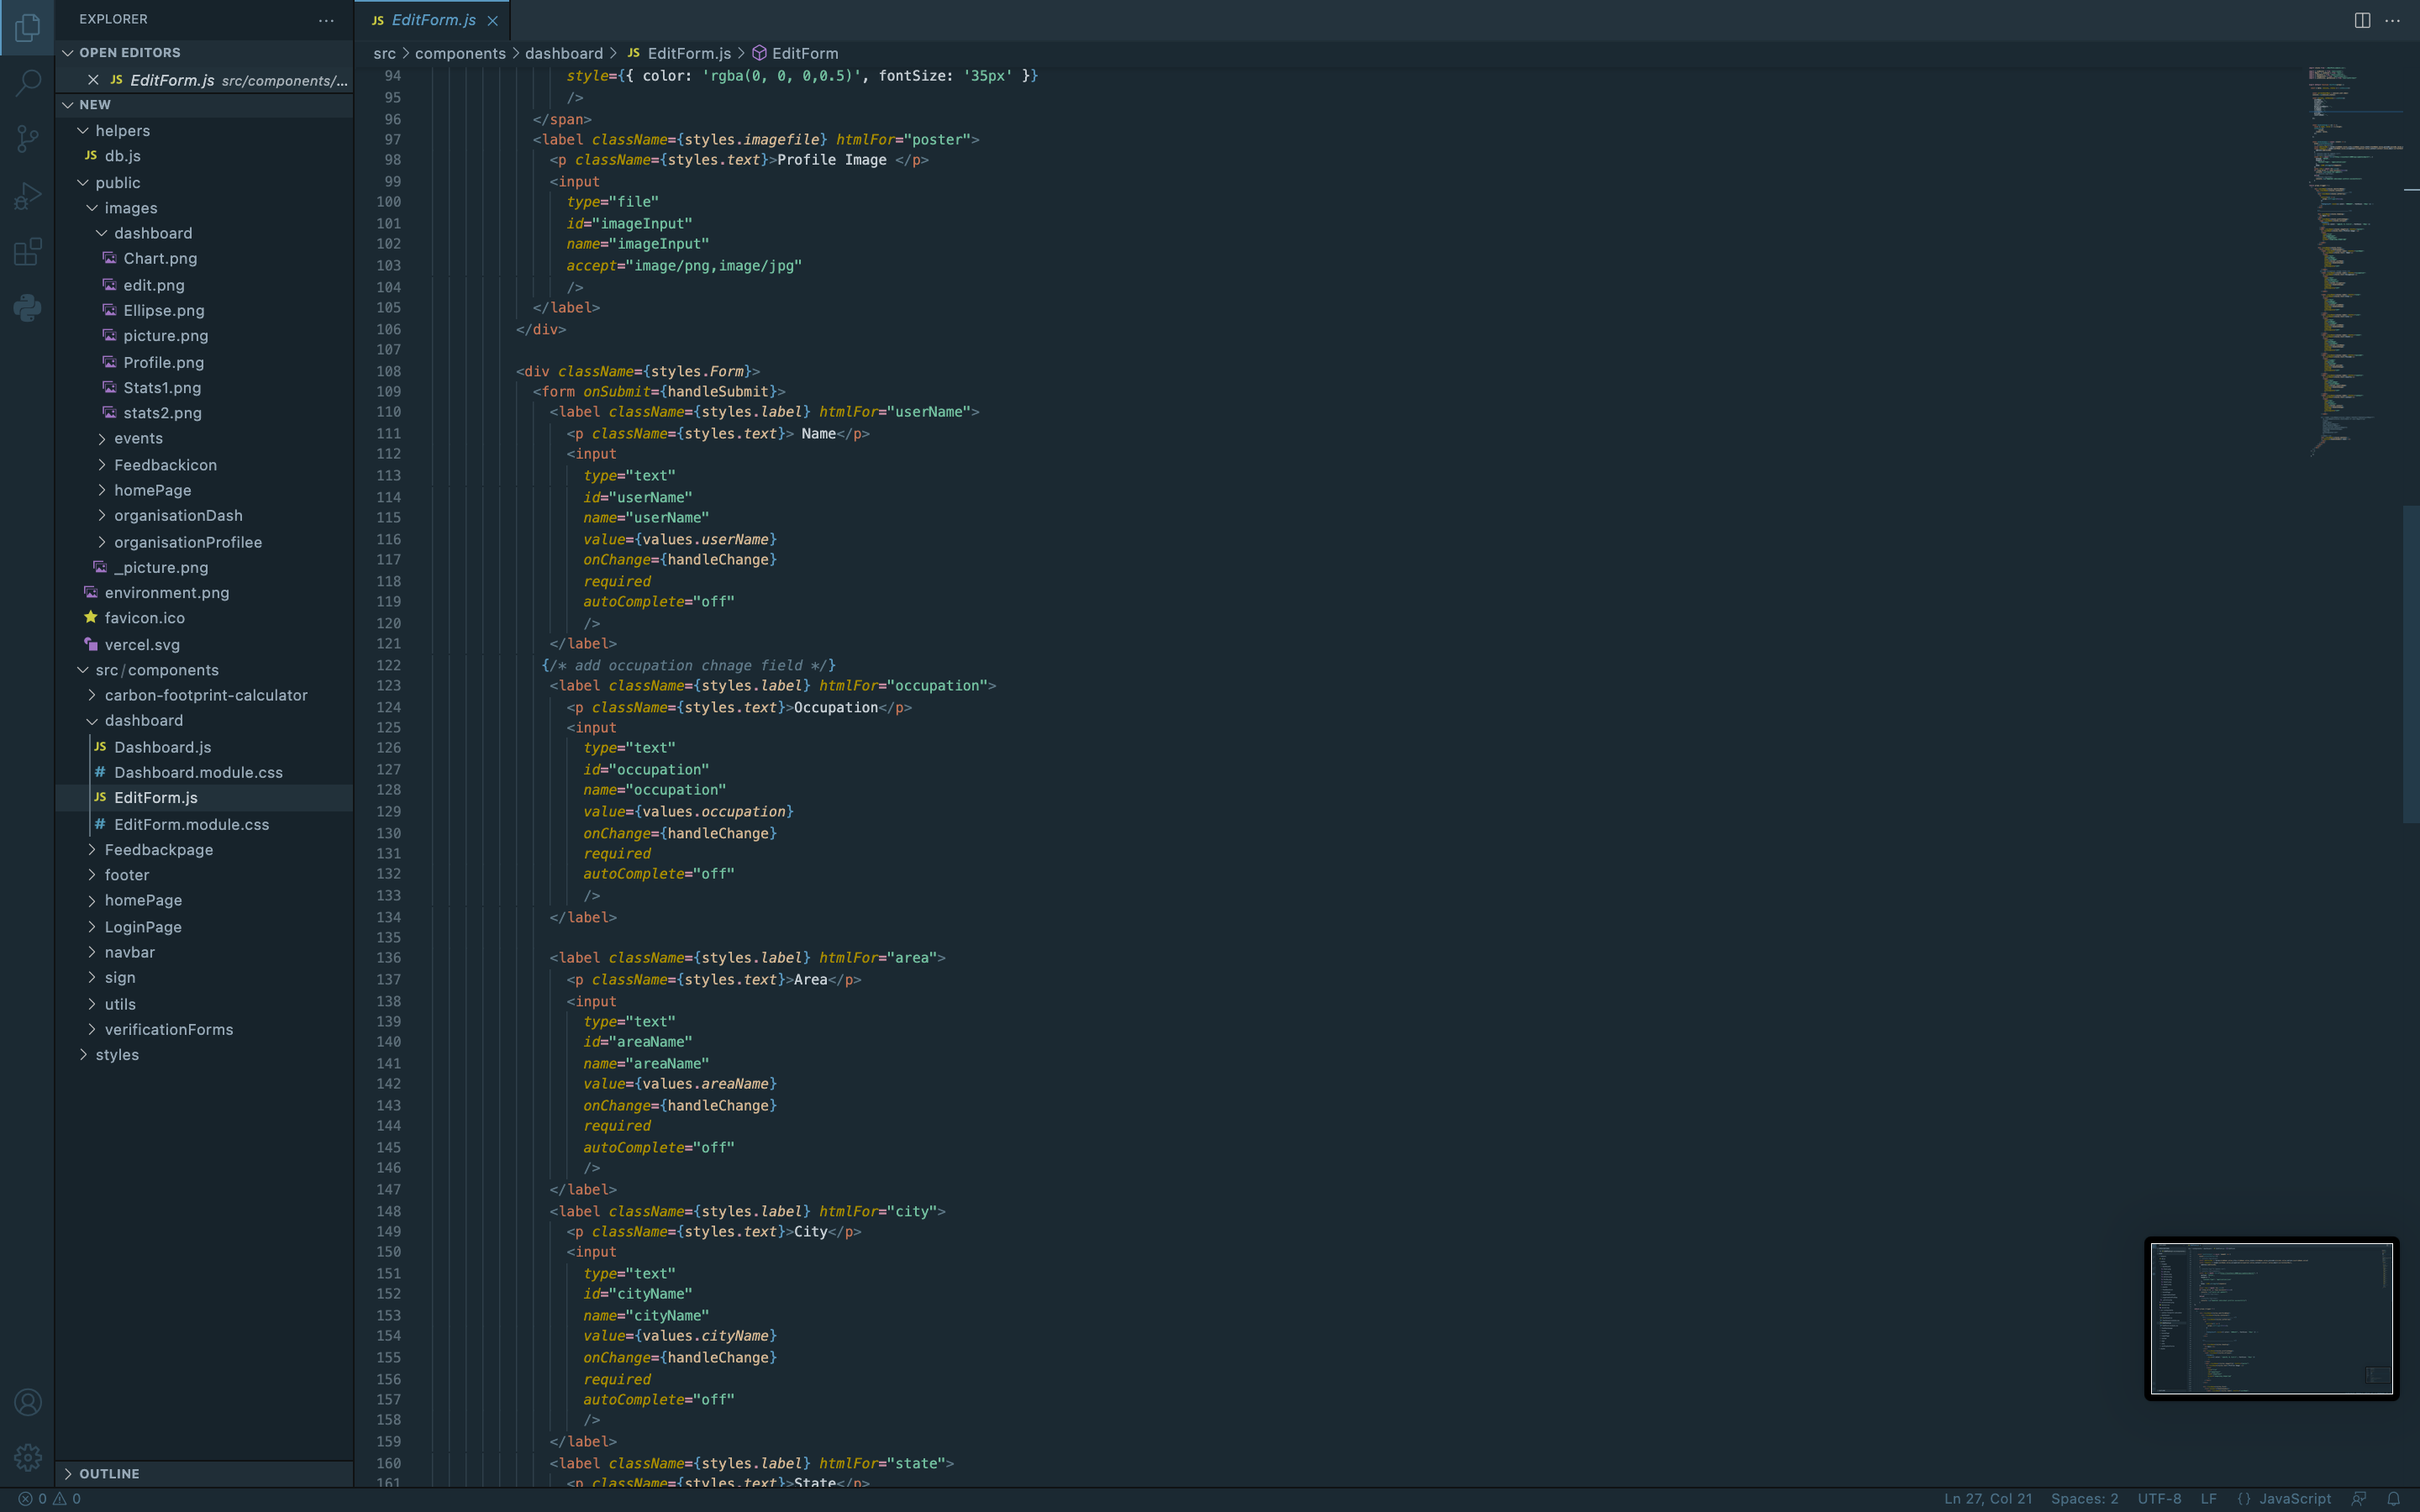 EXPLORER
OPEN EDITORS
JS EditForm.js src/components/...
NEW
helpers
JS db.js
public
images
dashboard
Chart.png
edit.png
Ellipse.png
picture.png
Profile.png
Stats1.png
stats2.png
events
Feedbackicon
homePage
organisationDash
organisationProfilee
_picture.png
environment.png
favicon.ico
vercel.svg
src/components
carbon-footprint-calculator
dashboard
JS Dashboard.js
# Dashboard.module.css
JS EditForm.js
# EditForm.module.css
Feedbackpage
footer
homePage
LoginPage
navbar
sign
utils
verificationForms
styles
OUTLINE
JS EditForm.js
src > components > dashboard > JS EditForm.js > EditForm
94 style={{ color: 'rgba(0, 0, 0,0.5)', fontSize: '35px' }}
95 />
96 </span>
97 <label className={styles.imagefile} htmlFor="poster">
98 <p className={styles.text}>Profile Image </p>
99 <input
100 type="file"
101 id="imageInput"
102 name="imageInput"
103 accept="image/png,image/jpg"
104 />
105 </label>
106 </div>
107
108 <div className={styles.Form}>
109 <form onSubmit={handleSubmit}>
110 <label className={styles.label} htmlFor="userName">
111 <p className={styles.text}> Name</p>
112 <input
113 type="text"
114 id="userName"
115 name="userName"
116 value={values.userName}
117 onChange={handleChange}
118 required
119 autoComplete="off"
120 />
121 </label>
122 {/* add occupation chnage field */}
123 <label className={styles.label} htmlFor="occupation">
124 <p className={styles.text}>Occupation</p>
125 <input
126 type="text"
127 id="occupation"
128 name="occupation"
129 value={values.occupation}
130 onChange={handleChange}
131 required
132 autoComplete="off"
133 />
134 </label>
135
136 <label className={styles.label} htmlFor="area">
137 <p className={styles.text}>Area</p>
138 <input
139 type="text"
140 id="areaName"
141 name="areaName"
142 value={values.areaName}
143 onChange={handleChange}
144 required
145 autoComplete="off"
146 />
147 </label>
148 <label className={styles.label} htmlFor="city">
149 <p className={styles.text}>City</p>
150 <input
151 type="text"
152 id="cityName"
153 name="cityName"
154 value={values.cityName}
155 onChange={handleChange}
156 required
157 autoComplete="off"
158 />
159 </label>
160 <label className={styles.label} htmlFor="state">
161 <p className={styles.text}>State</p>
0 0
Ln 27, Col 21 Spaces: 2 UTF-8 LF {} JavaScript